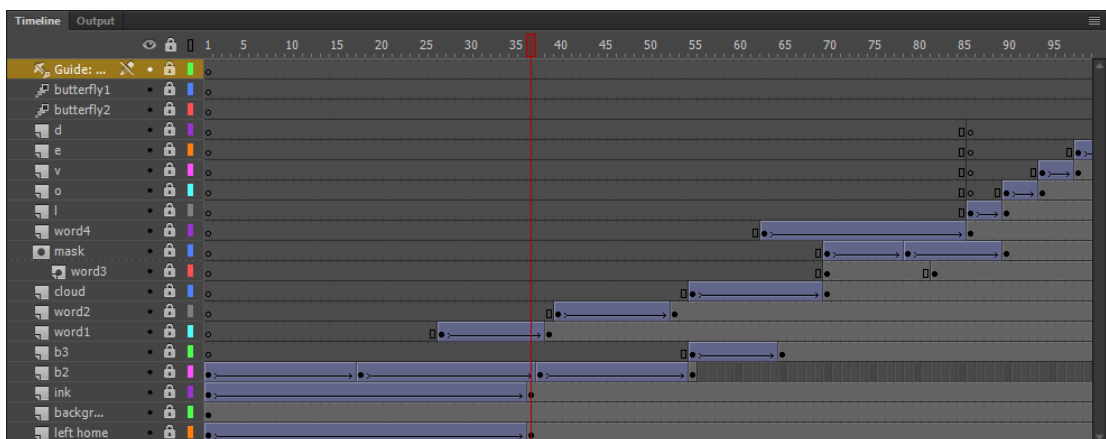 Timeline Output
1 5 10 15 20 25 30 35 40 45 50 55 60 65 70 75 80 85 90 95
Guide: ...
butterfly1
butterfly2
d
e
v
o
l
word4
mask
word3
cloud
word2
word1
b3
b2
ink
backgr...
left home